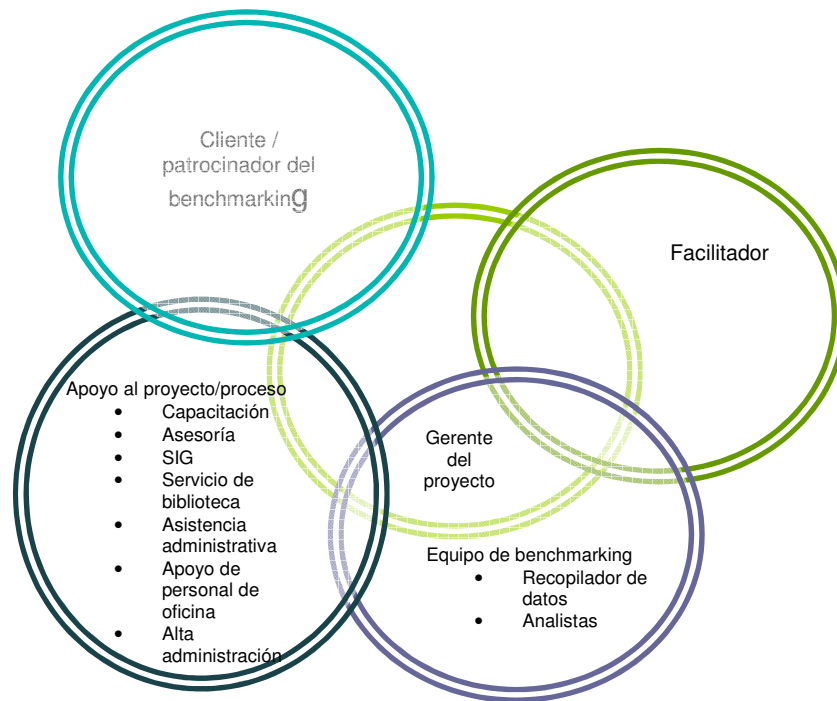 Cliente /
patrocinador del
benchmarking
Facilitador
Apoyo al proyecto/proceso
• Capacitación
• Asesoría
• SIG
• Servicio de
biblioteca
• Asistencia
administrativa
• Apoyo de
personal de
oficina
• Alta
administración
Gerente
del
proyecto
Equipo de benchmarking
• Recopilador de
datos
• Analistas